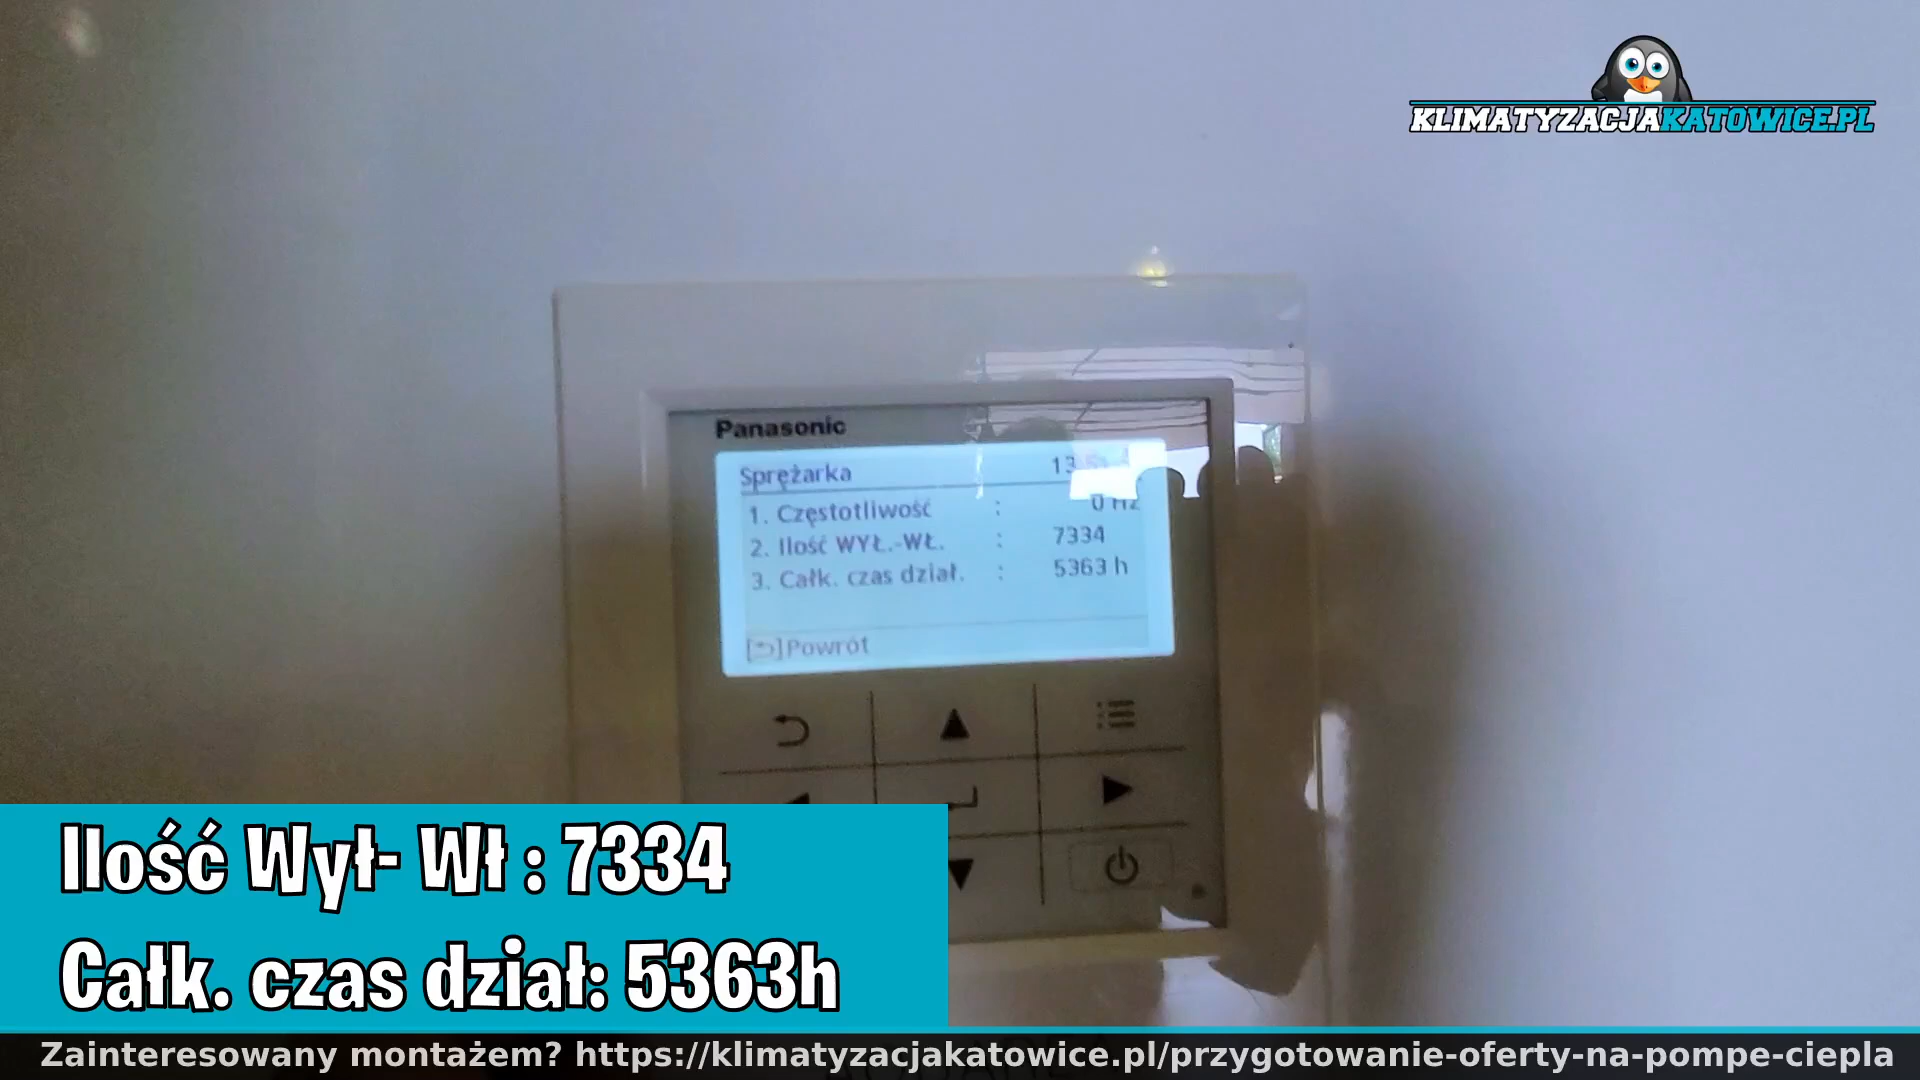 KLIMATYZACJAKATOWICE.PL
Panasonic
Sprężarka 13
1. Częstotliwość : 0 Hz
2. Ilość WYŁ.-WŁ. : 7334
3. Całk. czas dział. : 5363 h
[⮌]Powrót
Ilość Wył- Wł : 7334
Całk. czas dział: 5363h
Zainteresowany montażem? https://klimatyzacjakatowice.pl/przygotowanie-oferty-na-pompe-ciepla